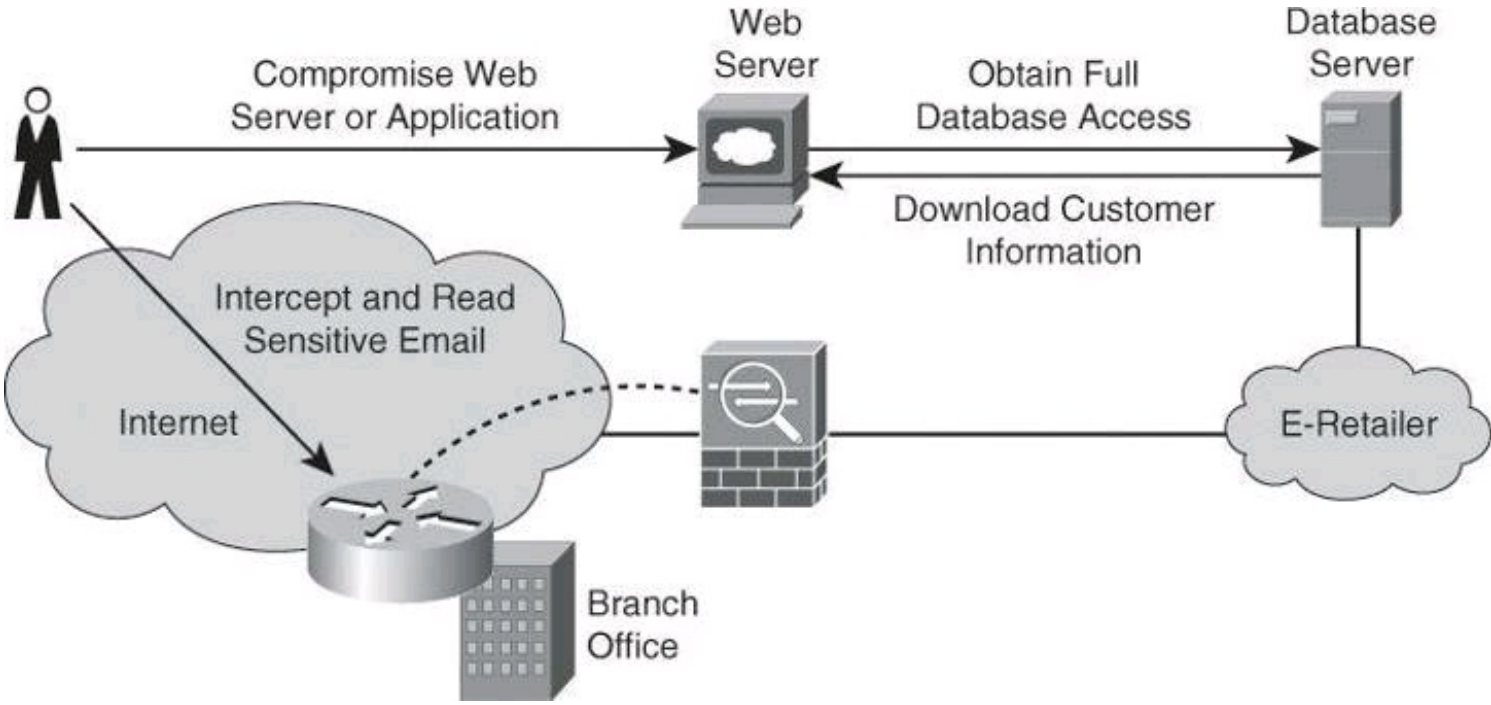 Web
Server
Database
Server
Compromise Web
Server or Application
Obtain Full
Database Access
Download Customer
Information
Intercept and Read
Sensitive Email
Internet
E-Retailer
Branch
Office